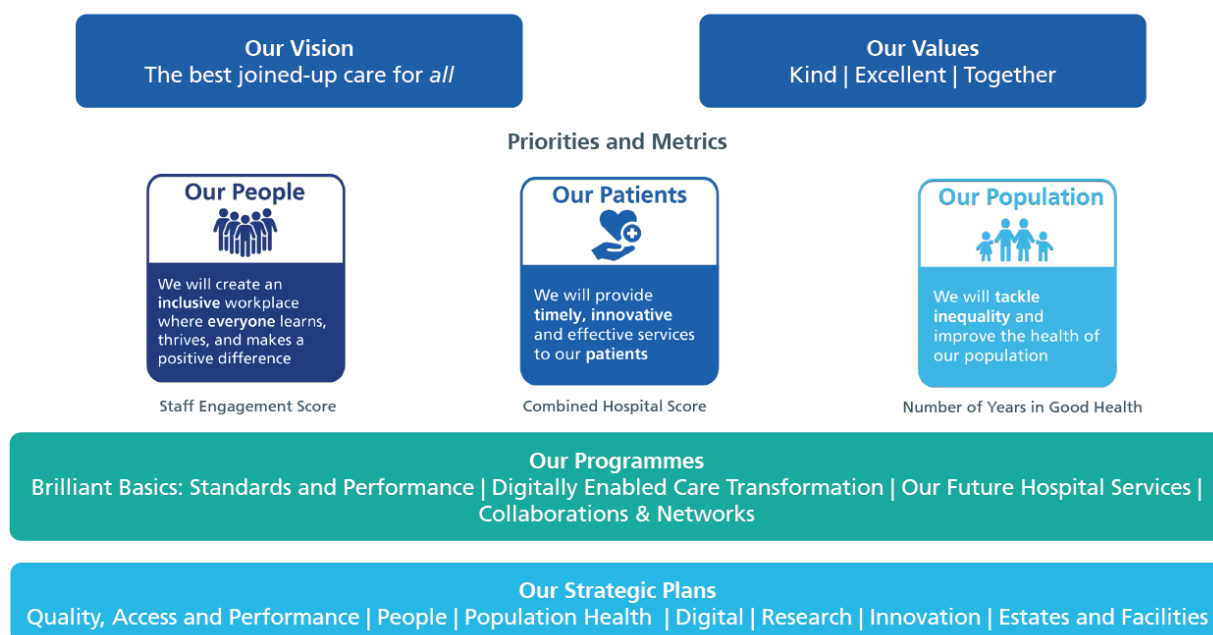 Our Vision
The best joined-up care for all
Our Values
Kind | Excellent | Together
Priorities and Metrics
Our People
We will create an
inclusive workplace
where everyone learns,
thrives, and makes a
positive difference
Staff Engagement Score
Our Patients
We will provide
timely, innovative
and effective services
to our patients
Combined Hospital Score
Our Population
We will tackle
inequality and
improve the health of
our population
Number of Years in Good Health
Our Programmes
Brilliant Basics: Standards and Performance | Digitally Enabled Care Transformation | Our Future Hospital Services |
Collaborations & Networks
Our Strategic Plans
Quality, Access and Performance | People | Population Health | Digital | Research | Innovation | Estates and Facilities